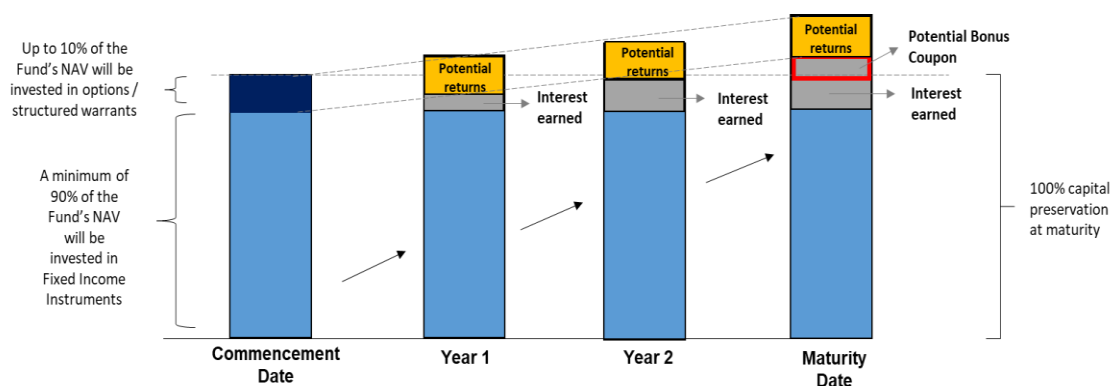 Up to 10% of the
Fund's NAV will be
invested in options /
structured warrants
A minimum of
90% of the
Fund's NAV
will be
invested in
Fixed Income
Instruments
Potential
returns
Interest
earned
Potential
returns
Interest
earned
Potential
returns
Potential Bonus
Coupon
Interest
earned
100% capital
preservation
at maturity
Commencement
Date
Year 1
Year 2
Maturity
Date